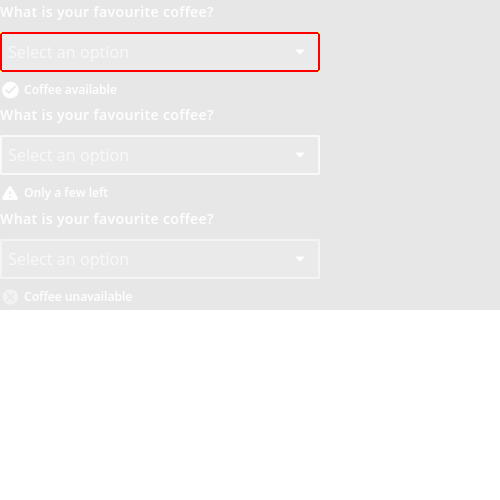 What is your favourite coffee?
Select an option
Coffee available
What is your favourite coffee?
Select an option
Only a few left
What is your favourite coffee?
Select an option
Coffee unavailable